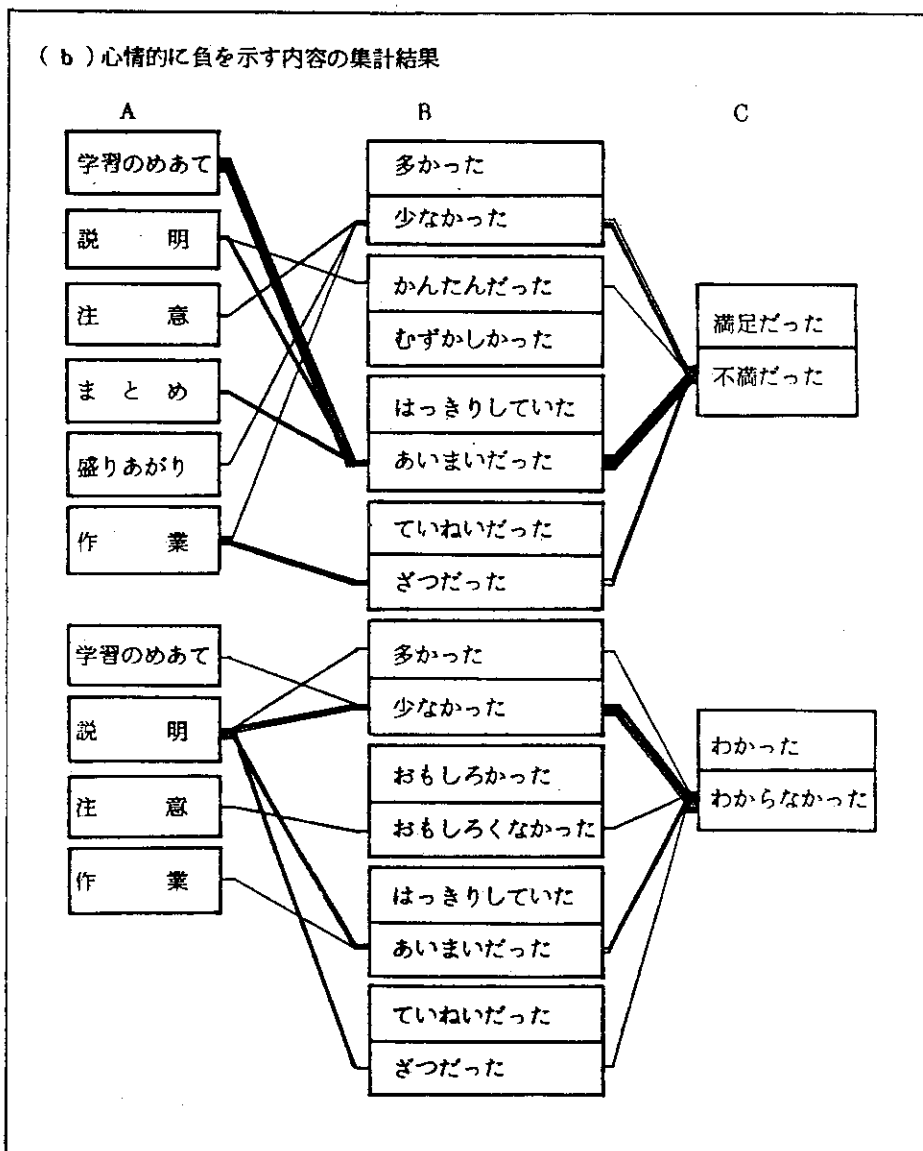 (b)心情的に負を示す内容の集計結果
A
B
C
学習のめあて
説明
注意
まとめ
盛りあがり
作業
多かった
少なかった
かんたんだった
むずかしかった
はっきりしていた
あいまいだった
ていねいだった
ざつだった
満足だった
不満だった
学習のめあて
説明
注意
作業
多かった
少なかった
おもしろかった
おもしろくなかった
はっきりしていた
あいまいだった
ていねいだった
ざつだった
わかった
わからなかった